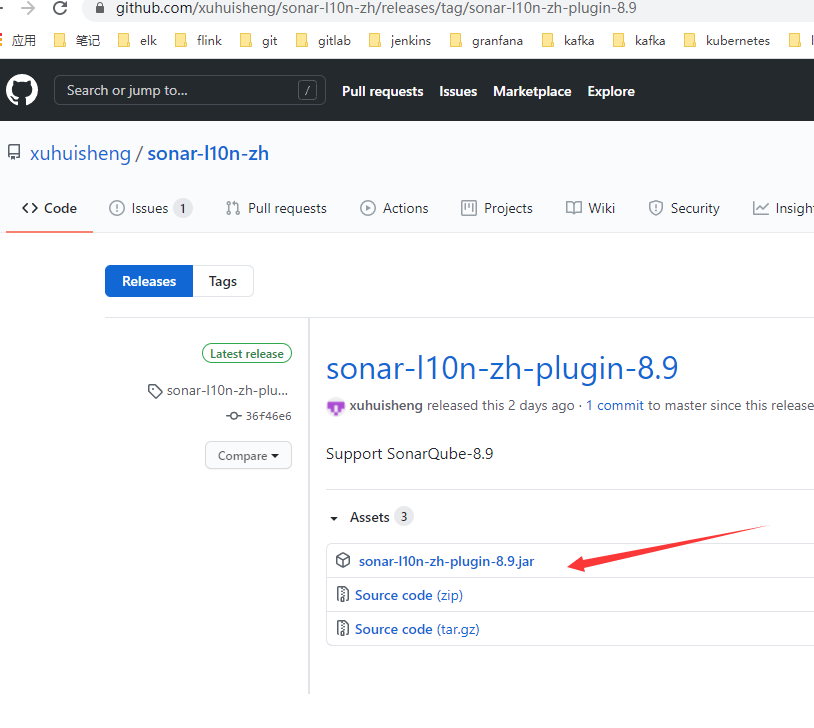 github.com/xuhuisheng/sonar-l10n-zh/releases/tag/sonar-l10n-zh-plugin-8.9
应用 笔记 elk flink git gitlab jenkins granfana kafka kafka kubernetes
Search or jump to... / Pull requests Issues Marketplace Explore
xuhuisheng / sonar-l10n-zh
Code Issues 1 Pull requests Actions Projects Wiki Security Insigh
Releases Tags
Latest release
sonar-l10n-zh-plu...
36f46e6
Compare
sonar-l10n-zh-plugin-8.9
xuhuisheng released this 2 days ago · 1 commit to master since this release
Support SonarQube-8.9
Assets 3
sonar-l10n-zh-plugin-8.9.jar
Source code (zip)
Source code (tar.gz)